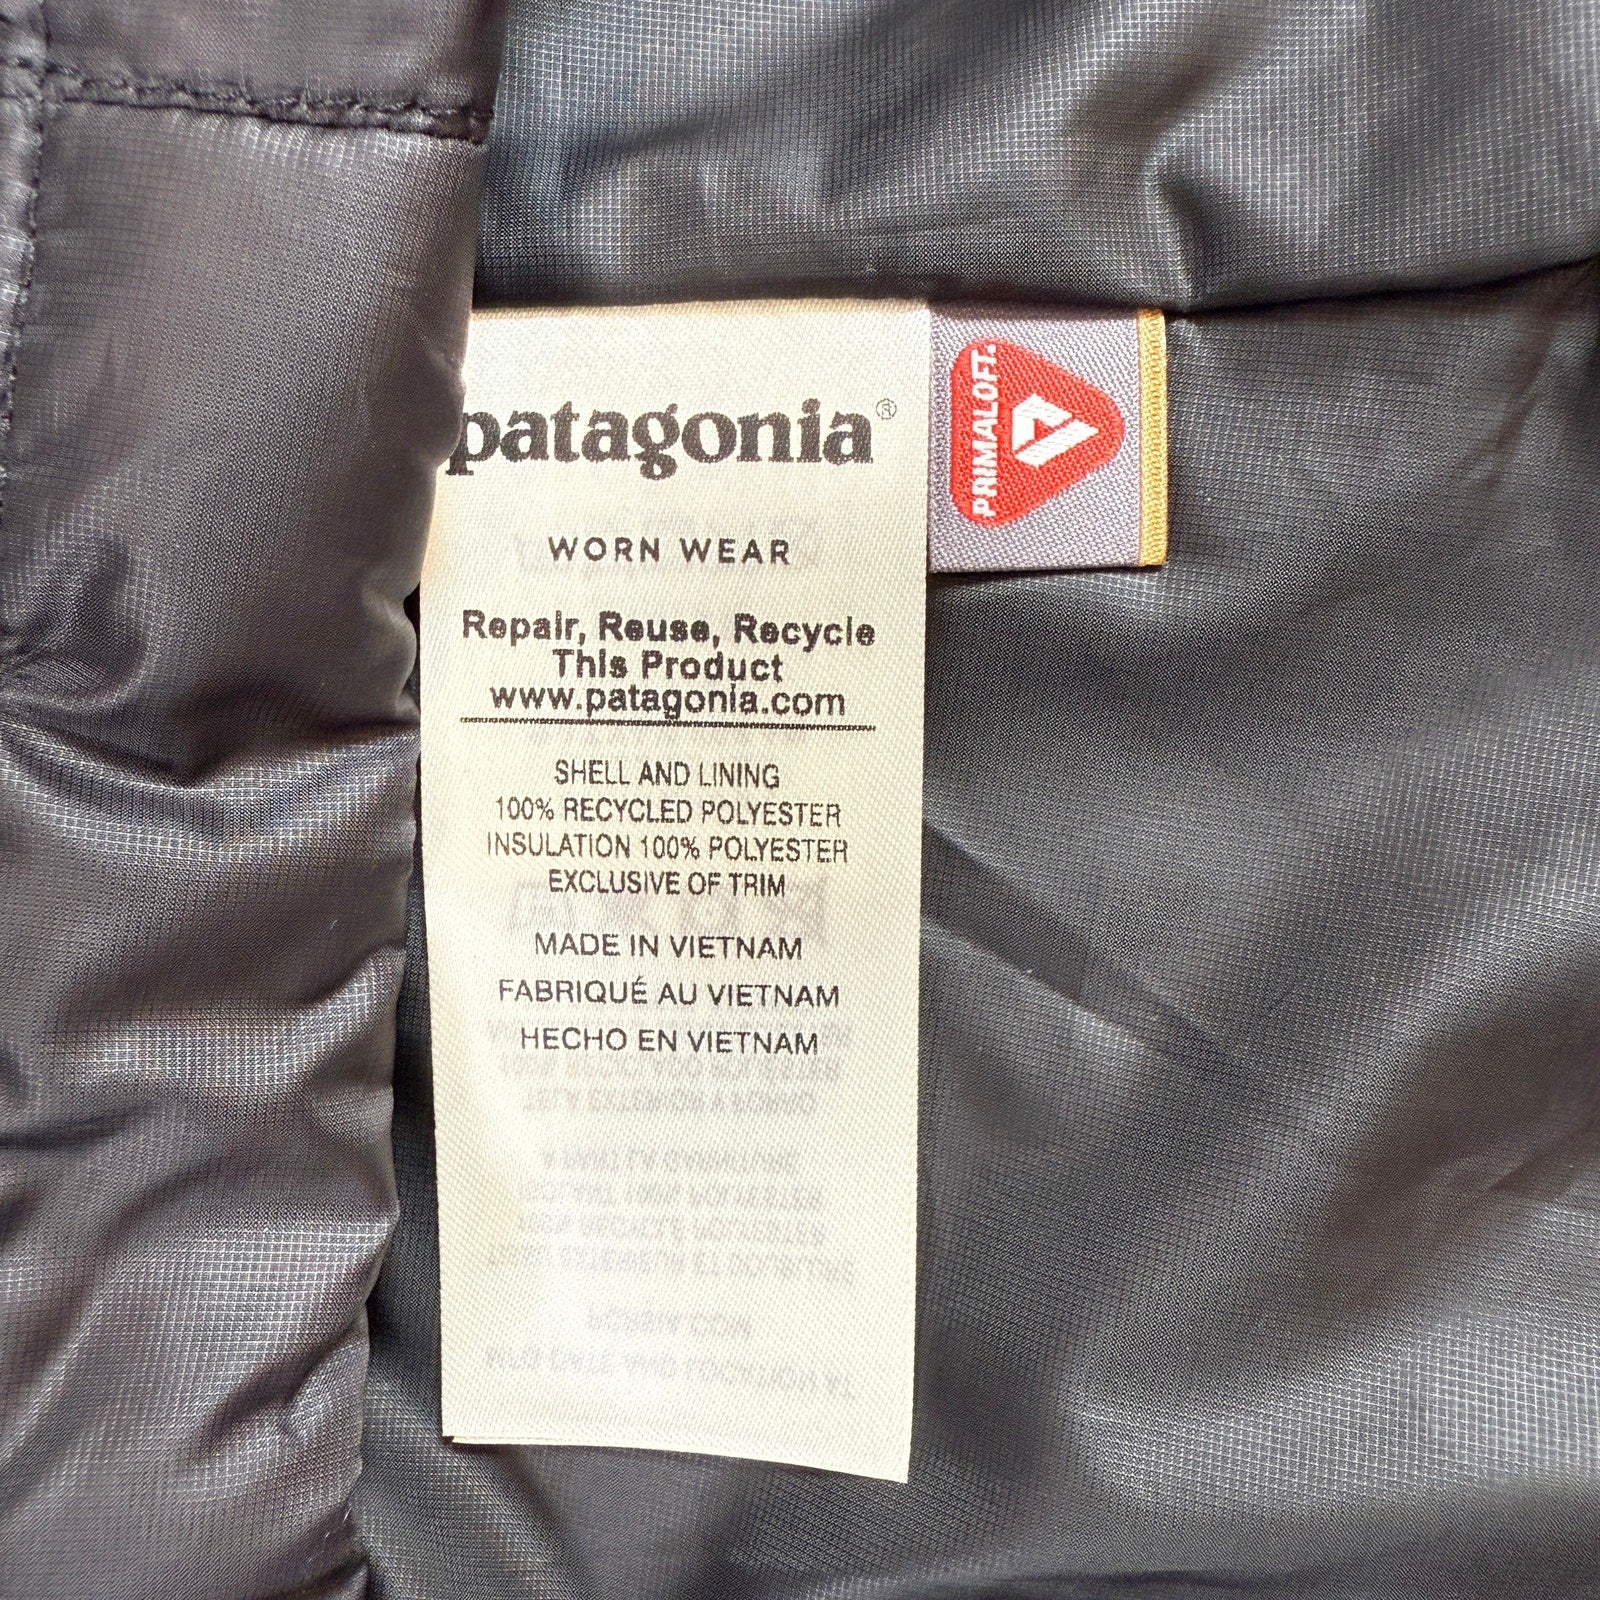 patagonia®
PRIMALOFT.
WORN WEAR
Repair, Reuse, Recycle
This Product
www.patagonia.com
SHELL AND LINING
100% RECYCLED POLYESTER
INSULATION 100% POLYESTER
EXCLUSIVE OF TRIM
MADE IN VIETNAM
FABRIQUÉ AU VIETNAM
HECHO EN VIETNAM